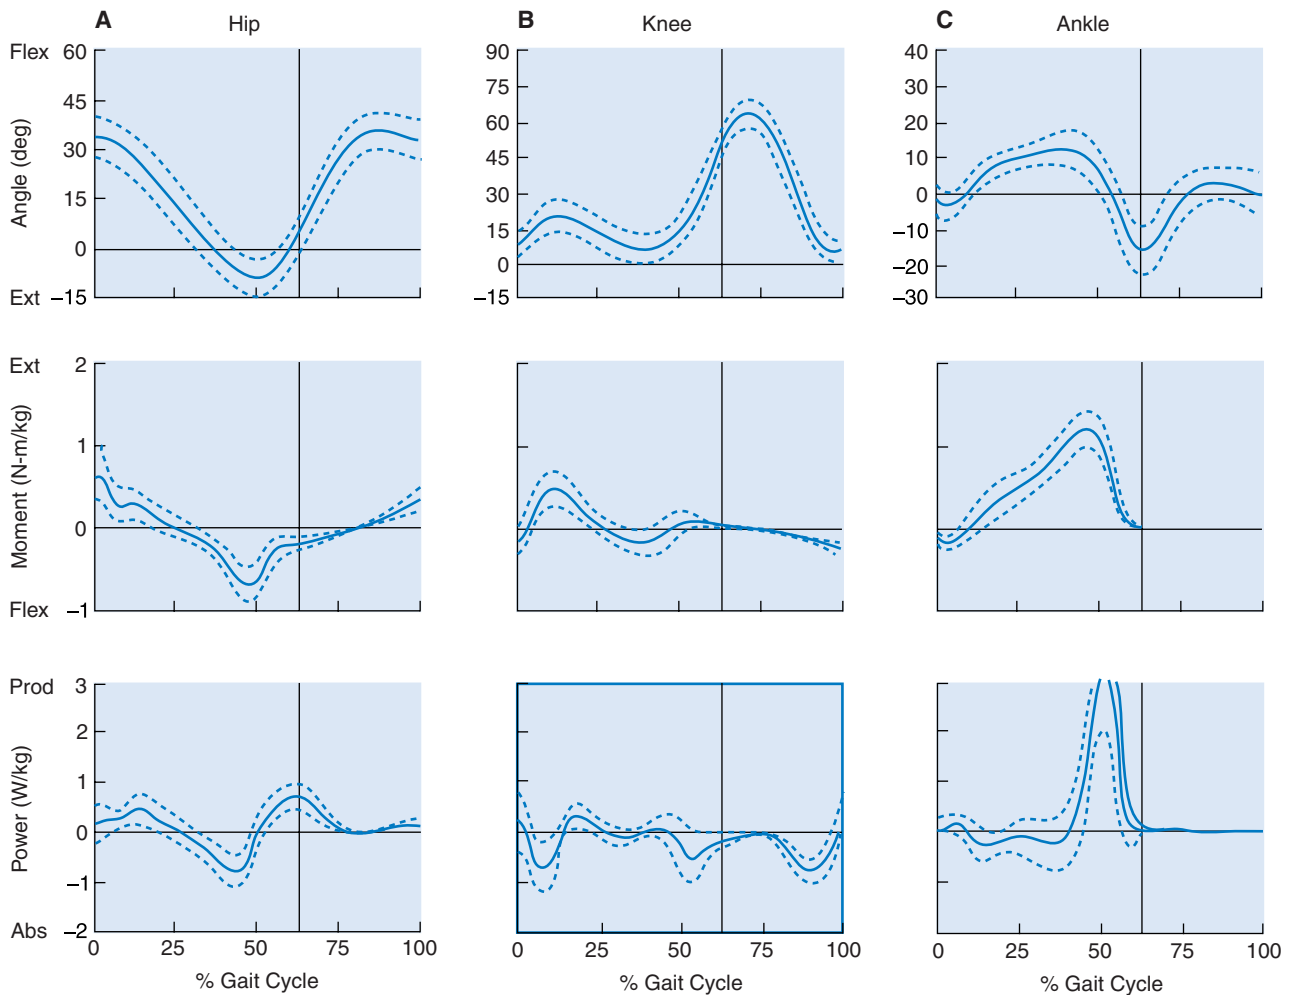 A Hip B Knee C Ankle
Flex 60 90 40
75 30
45 60 20
Angle (deg)
30 45 10
15 30 0
15 −10
0 0 −20
Ext −15 −15 −30
Ext 2
Moment (N-m/kg)
1
0
Flex −1
Prod 3
2
Power (W/kg)
1
0
−1
Abs −2
0 25 50 75 100 0 25 50 75 100 0 25 50 75 100
% Gait Cycle % Gait Cycle % Gait Cycle